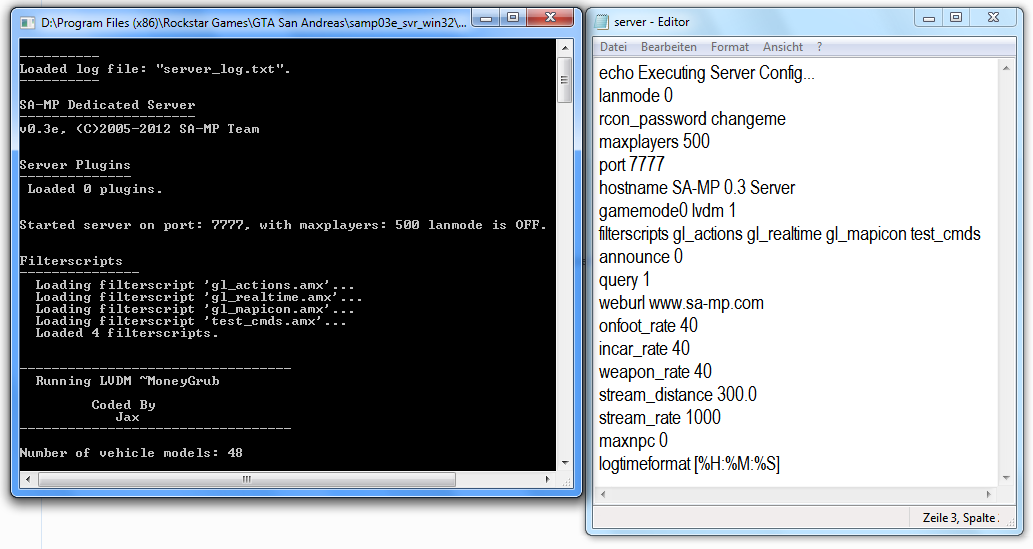 D:\Program Files (x86)\Rockstar Games\GTA San Andreas\samp03e_svr_win32\...
----------
Loaded log file: "server_log.txt".
----------
SA-MP Dedicated Server
----------------------
v0.3e, (C)2005-2012 SA-MP Team
Server Plugins
--------------
Loaded 0 plugins.
Started server on port: 7777, with maxplayers: 500 lanmode is OFF.
Filterscripts
---------------
Loading filterscript 'gl_actions.amx'...
Loading filterscript 'gl_realtime.amx'...
Loading filterscript 'gl_mapicon.amx'...
Loading filterscript 'test_cmds.amx'...
Loaded 4 filterscripts.
----------------------------------
Running LVDM ~MoneyGrub
Coded By
Jax
----------------------------------
Number of vehicle models: 48
server - Editor
Datei Bearbeiten Format Ansicht ?
echo Executing Server Config...
lanmode 0
rcon_password changeme
maxplayers 500
port 7777
hostname SA-MP 0.3 Server
gamemode0 lvdm 1
filterscripts gl_actions gl_realtime gl_mapicon test_cmds
announce 0
query 1
weburl www.sa-mp.com
onfoot_rate 40
incar_rate 40
weapon_rate 40
stream_distance 300.0
stream_rate 1000
maxnpc 0
logtimeformat [%H:%M:%S]
Zeile 3, Spalte